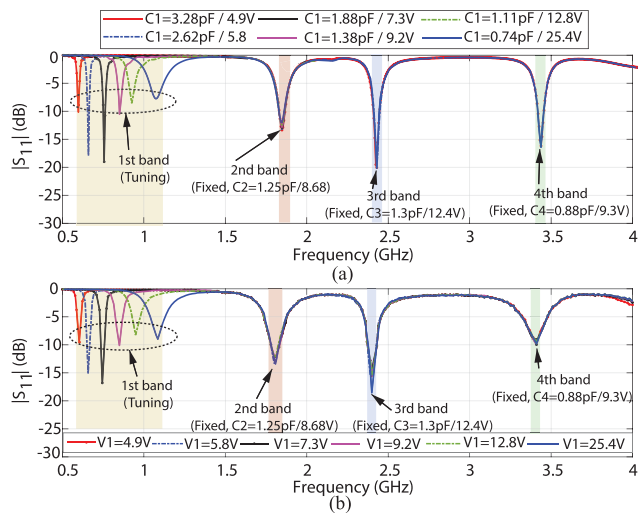 C1=3.28pF / 4.9V C1=1.88pF / 7.3V C1=1.11pF / 12.8V
C1=2.62pF / 5.8 C1=1.38pF / 9.2V C1=0.74pF / 25.4V
(a)
0
-5
-10
-15
-20
-25
-30
|S11| (dB)
1st band
(Tuning)
2nd band
(Fixed, C2=1.25pF/8.68)
3rd band
(Fixed, C3=1.3pF/12.4V)
4th band
(Fixed, C4=0.88pF/9.3V)
0.5 1 1.5 2 2.5 3 3.5 4
Frequency (GHz)
(a)
0
-5
-10
-15
-20
-25
-30
|S11| (dB)
1st band
(Tuning)
2nd band
(Fixed, C2=1.25pF/8.68V)
3rd band
(Fixed, C3=1.3pF/12.4V)
4th band
(Fixed, C4=0.88pF/9.3V)
V1=4.9V V1=5.8V V1=7.3V V1=9.2V V1=12.8V V1=25.4V
0.5 1 1.5 2 2.5 3 3.5 4
Frequency (GHz)
(b)